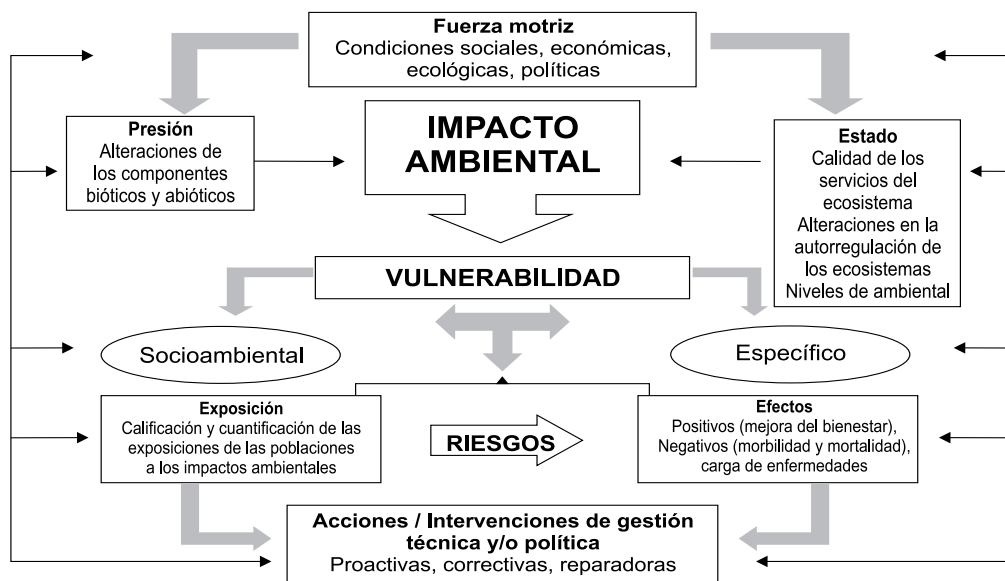 Fuerza motriz
Condiciones sociales, económicas,
ecológicas, políticas
Presión
Alteraciones de
los componentes
bióticos y abióticos
IMPACTO
AMBIENTAL
Estado
Calidad de los
servicios del
ecosistema
Alteraciones en la
autorregulación de
los ecosistemas
Niveles de ambiental
VULNERABILIDAD
Socioambiental
Específico
Exposición
Calificación y cuantificación de las
exposiciones de las poblaciones
a los impactos ambientales
RIESGOS
Efectos
Positivos (mejora del bienestar),
Negativos (morbilidad y mortalidad),
carga de enfermedades
Acciones / Intervenciones de gestión
técnica y/o política
Proactivas, correctivas, reparadoras